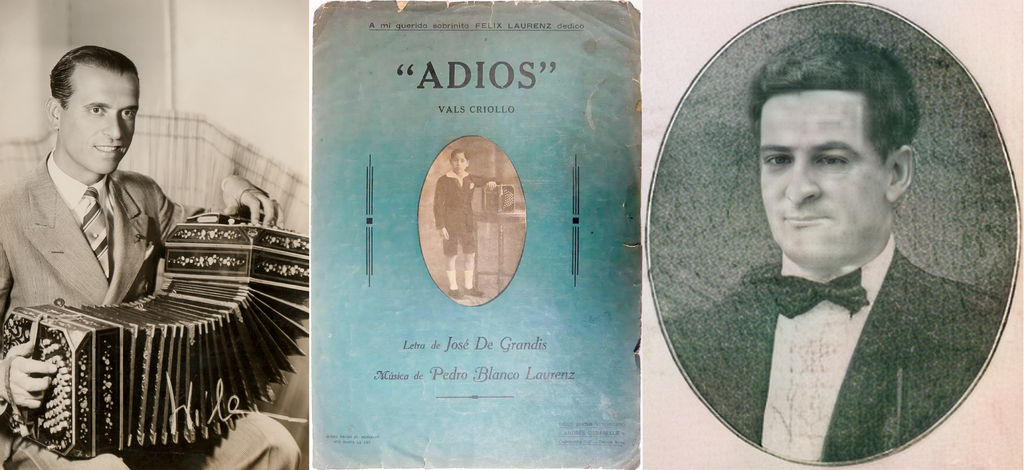 A mi querido sobrinito FELIX LAURENZ dedico
“ADIOS”
VALS CRIOLLO
Letra de José De Grandis
Música de Pedro Blanco Laurenz